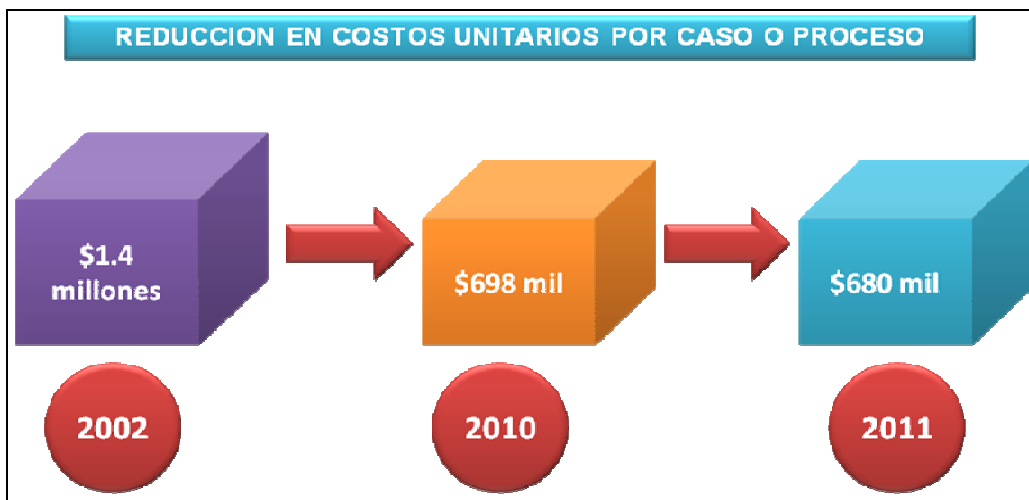 REDUCCION EN COSTOS UNITARIOS POR CASO O PROCESO
$1.4
millones
$698 mil
$680 mil
2002
2010
2011